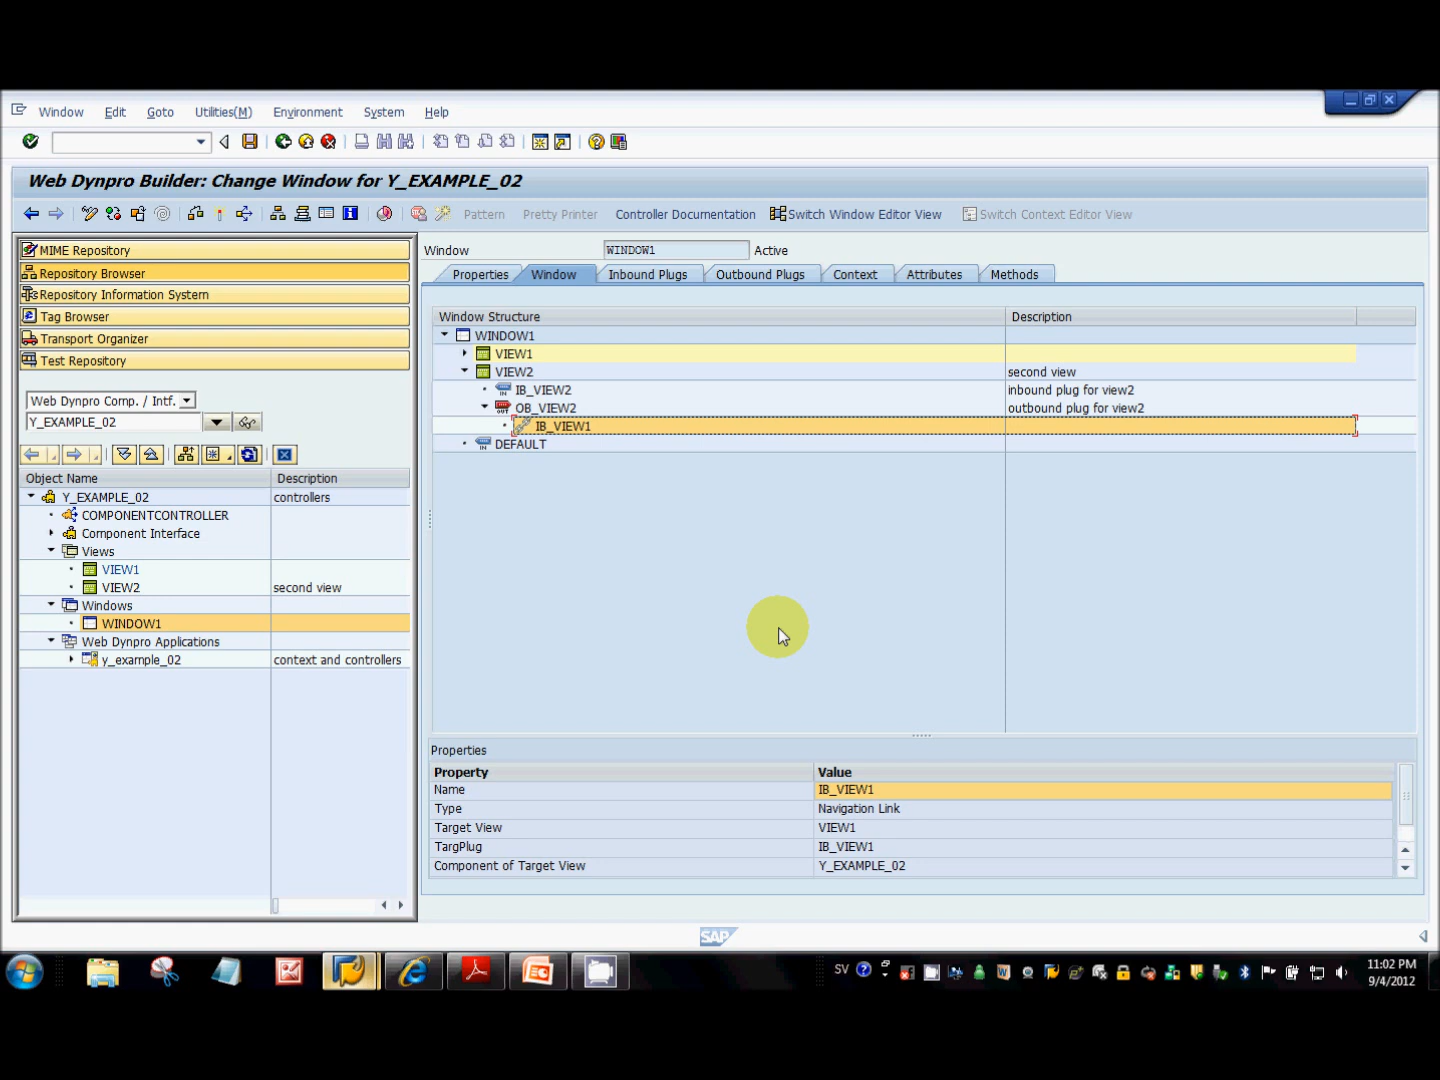 Window Edit Goto Utilities(M) Environment System Help
Web Dynpro Builder: Change Window for Y_EXAMPLE_02
Pattern Pretty Printer Controller Documentation Switch Window Editor View Switch Context Editor View
MIME Repository
Repository Browser
Repository Information System
Tag Browser
Transport Organizer
Test Repository
Web Dynpro Comp. / Intf.
Y_EXAMPLE_02
Object Name Description
Y_EXAMPLE_02 controllers
COMPONENTCONTROLLER
Component Interface
Views
VIEW1
VIEW2 second view
Windows
WINDOW1
Web Dynpro Applications
y_example_02 context and controllers
Window WINDOW1 Active
Properties Window Inbound Plugs Outbound Plugs Context Attributes Methods
Window Structure Description
WINDOW1
VIEW1
VIEW2 second view
IB_VIEW2 inbound plug for view2
OB_VIEW2 outbound plug for view2
IB_VIEW1
DEFAULT
Properties
Property Value
Name IB_VIEW1
Type Navigation Link
Target View VIEW1
TargPlug IB_VIEW1
Component of Target View Y_EXAMPLE_02
SAP
SV 11:02 PM
9/4/2012